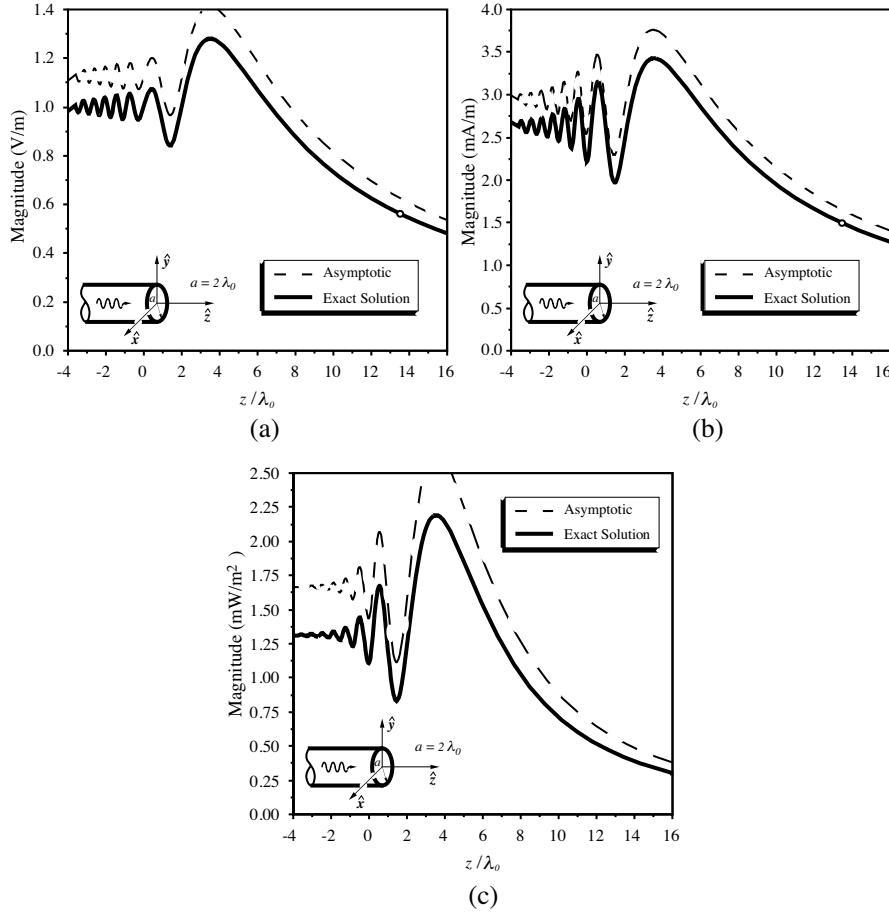 1.4
1.2
1.0
0.8
0.6
0.4
0.2
0.0
Magnitude (V/m)
-4 -2 0 2 4 6 8 10 12 14 16
z / λ₀
ŷ
a
a = 2 λ₀
ẑ
x̂
Asymptotic
Exact Solution
(a)
4.0
3.5
3.0
2.5
2.0
1.5
1.0
0.5
0.0
Magnitude (mA/m)
-4 -2 0 2 4 6 8 10 12 14 16
z / λ₀
ŷ
a
a = 2 λ₀
ẑ
x̂
Asymptotic
Exact Solution
(b)
2.50
2.25
2.00
1.75
1.50
1.25
1.00
0.75
0.50
0.25
0.00
Magnitude (mW/m²)
-4 -2 0 2 4 6 8 10 12 14 16
z / λ₀
Asymptotic
Exact Solution
ŷ
a
a = 2 λ₀
ẑ
x̂
(c)